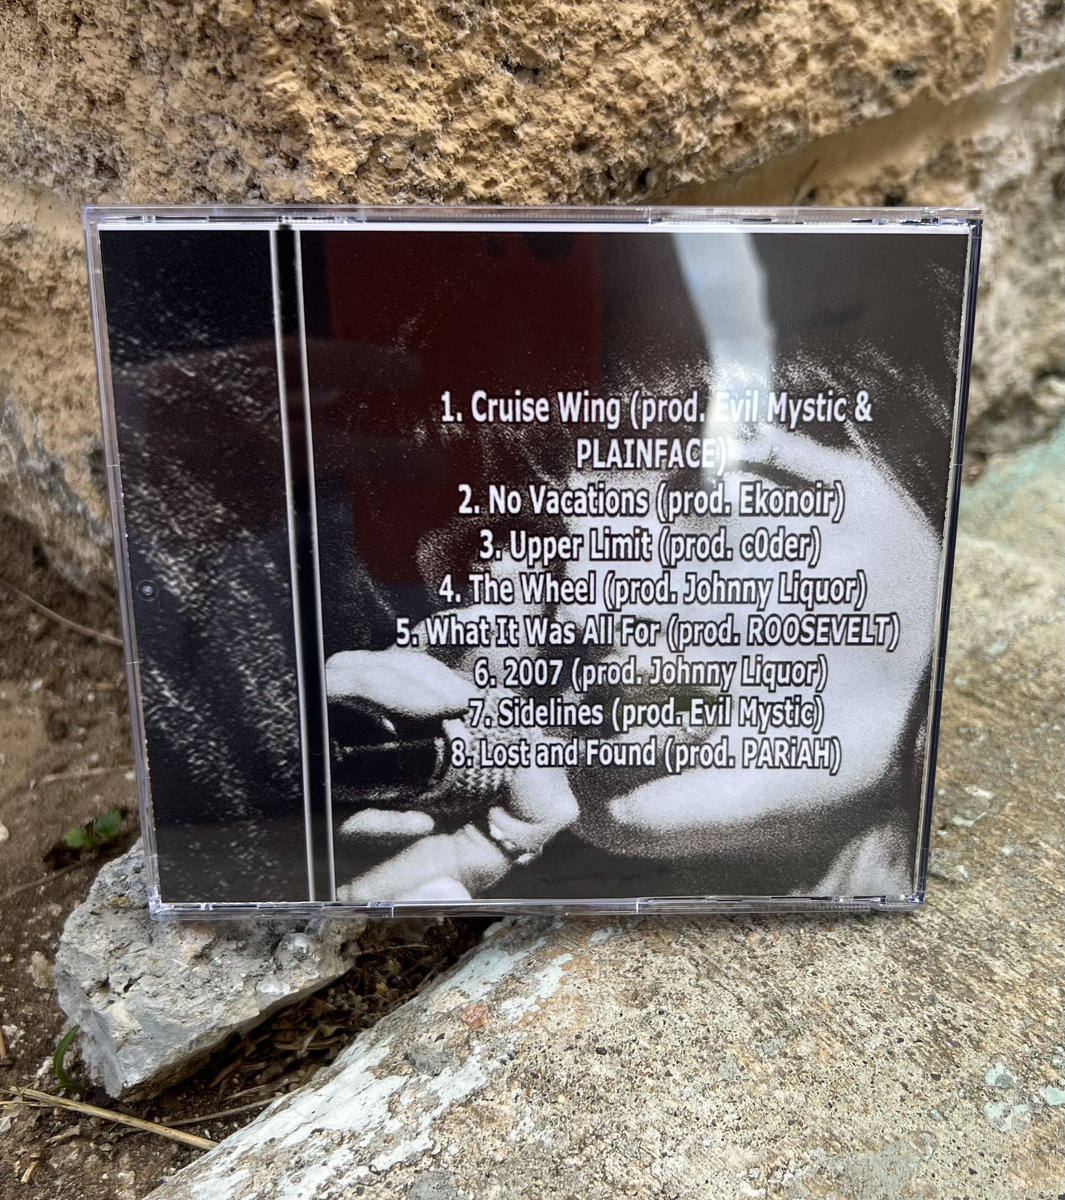 1. Cruise Wing (prod. Evil Mystic &
PLAINFACE)
2. No Vacations (prod. Ekonoir)
3. Upper Limit (prod. c0der)
4. The Wheel (prod. Johnny Liquor)
5. What It Was All For (prod. ROOSEVELT)
6. 2007 (prod. Johnny Liquor)
7. Sidelines (prod. Evil Mystic)
8. Lost and Found (prod. PARiAH)